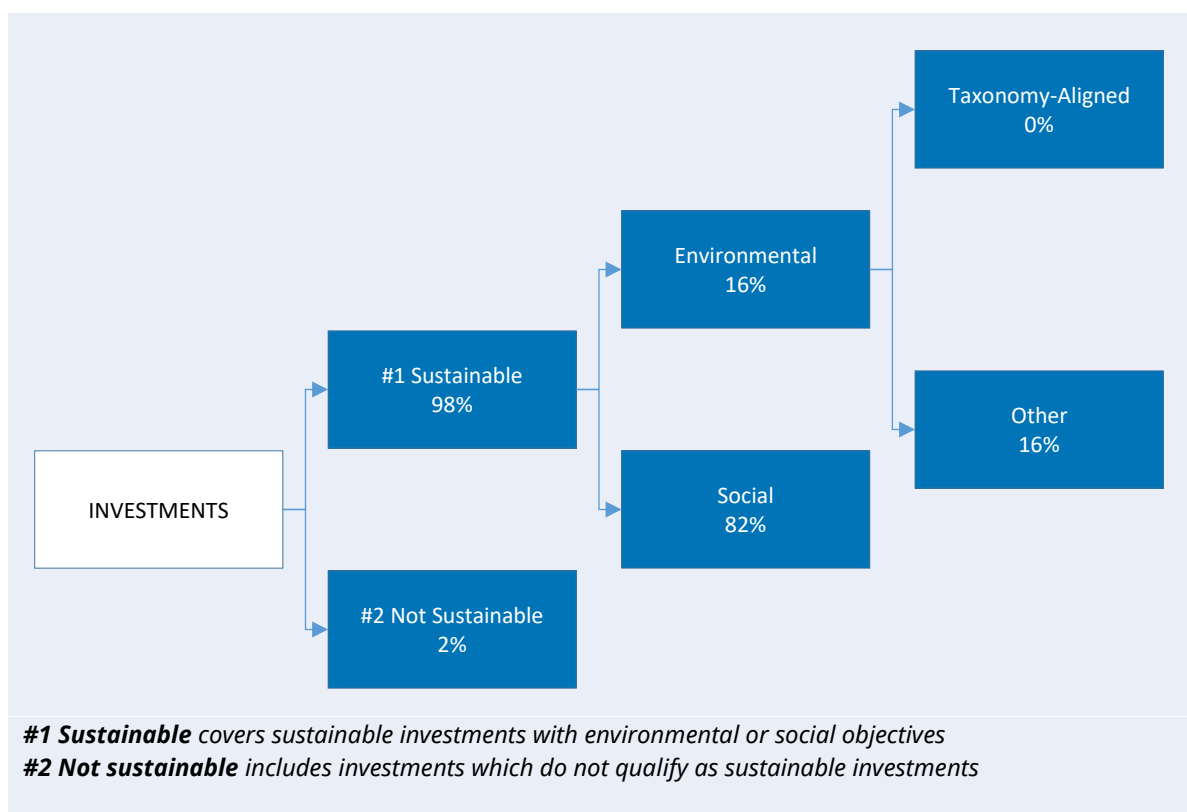 Taxonomy-Aligned
0%
Environmental
16%
#1 Sustainable
98%
Other
16%
INVESTMENTS
Social
82%
#2 Not Sustainable
2%
#1 Sustainable covers sustainable investments with environmental or social objectives
#2 Not sustainable includes investments which do not qualify as sustainable investments